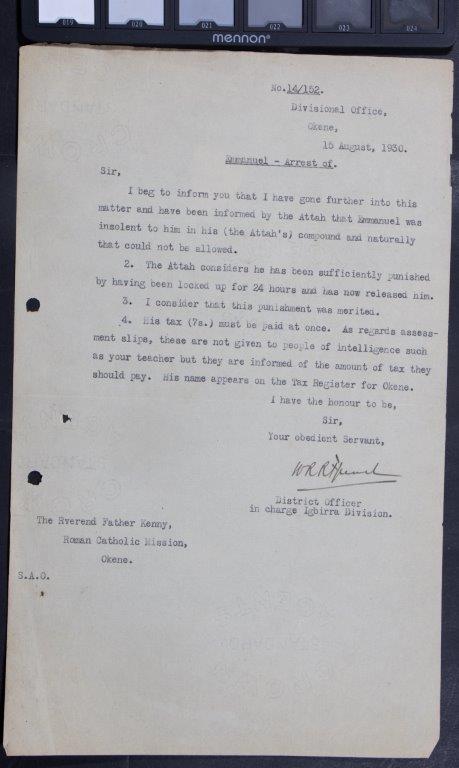 019 020 021 022 023 024
mennon
No.14/152.
Divisional Office,
Okene,
15 August, 1930.
Emmanuel - Arrest of.
Sir,
I beg to inform you that I have gone further into this
matter and have been informed by the Attah that Emmanuel was
insolent to him in his (the Attah's) compound and naturally
that could not be allowed.
2. The Attah considers he has been sufficiently punished
by having been locked up for 24 hours and has now released him.
3. I consider that this punishment was merited.
4. His tax (7s.) must be paid at once. As regards assess-
ment slips, these are not given to people of intelligence such
as your teacher but they are informed of the amount of tax they
should pay. His name appears on the Tax Register for Okene.
I have the honour to be,
Sir,
Your obedient Servant,
District Officer
in charge Igbirra Division.
The Rverend Father Kenny,
Roman Catholic Mission,
Okene.
S.A.O.